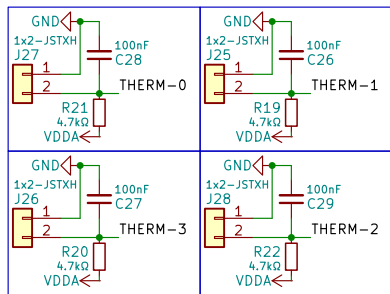 GND
1x2-JSTXH
J27
1
2
100nF
C28
THERM-0
R21
4.7kΩ
VDDA
GND
1x2-JSTXH
J25
1
2
100nF
C26
THERM-1
R19
4.7kΩ
VDDA
GND
1x2-JSTXH
J26
1
2
100nF
C27
THERM-3
R20
4.7kΩ
VDDA
GND
1x2-JSTXH
J28
1
2
100nF
C29
THERM-2
R22
4.7kΩ
VDDA